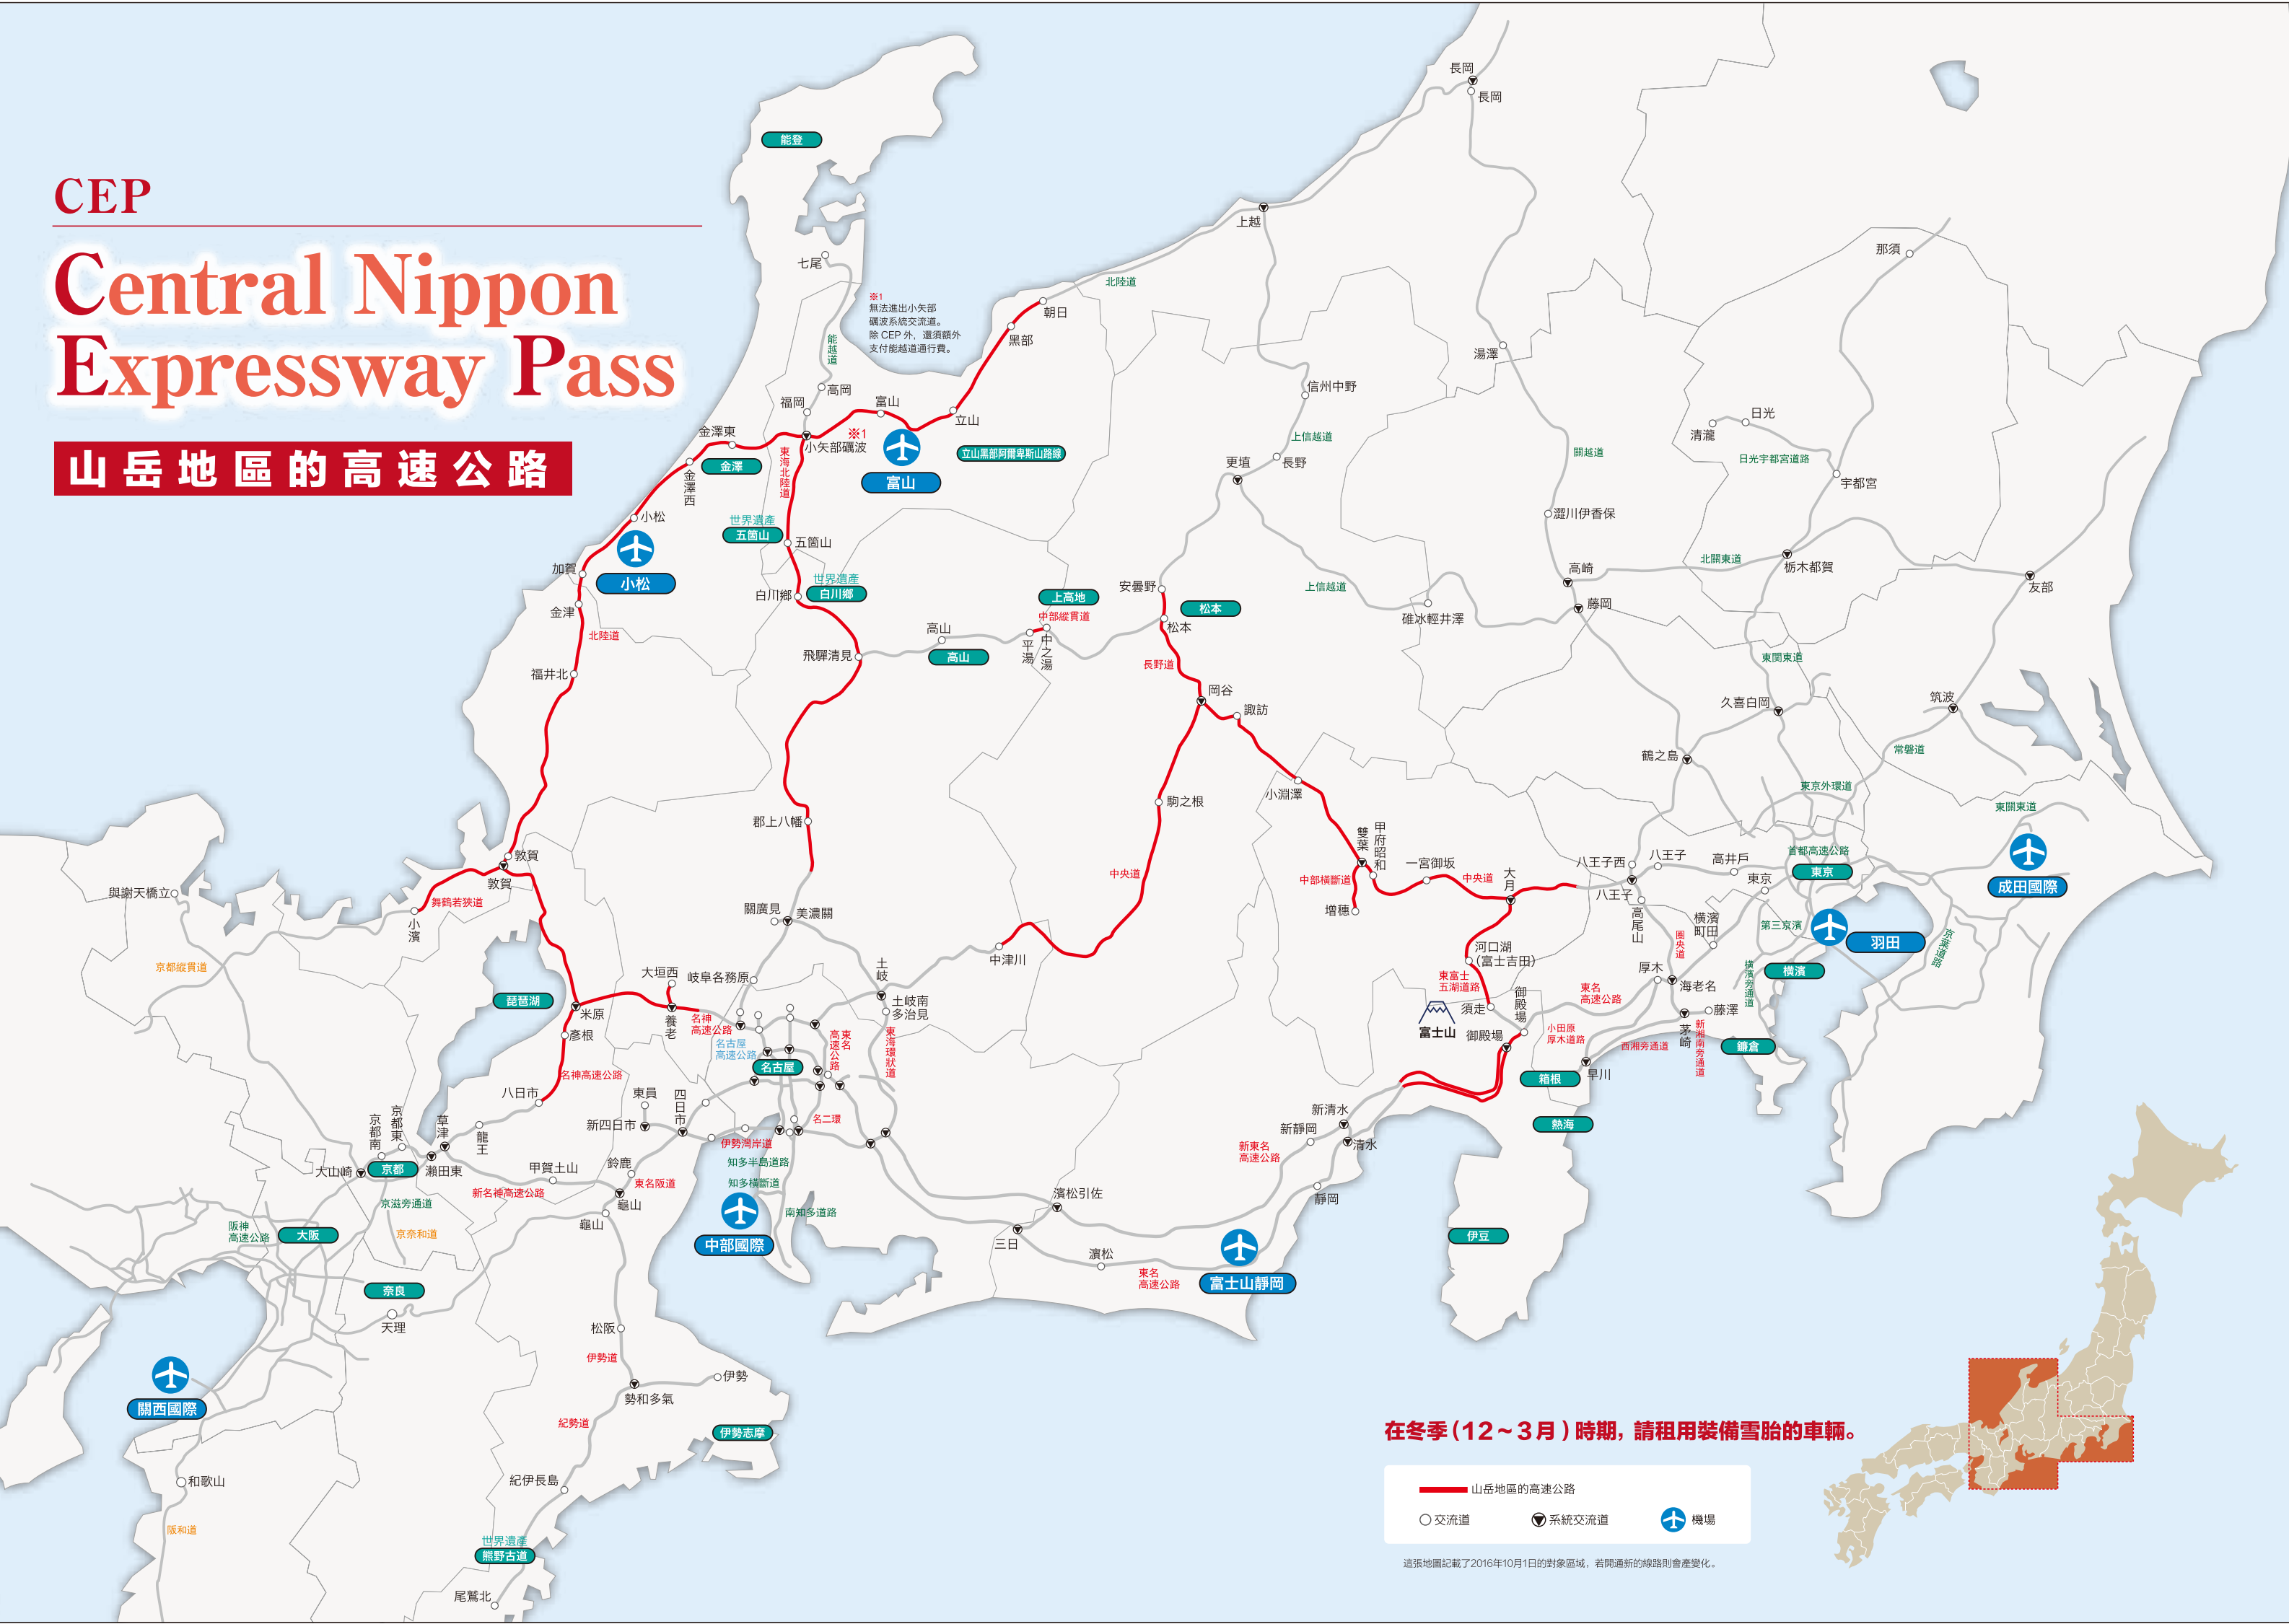 CEP
Central Nippon
Expressway Pass
山岳地區的高速公路
能登
七尾
※1
無法進出小矢部
礪波系統交流道。
除 CEP 外，還須額外
支付能越道通行費。
能越道
高岡
福岡
富山
※1
小矢部礪波
富山
立山
黑部
朝日
北陸道
上越
長岡
長岡
立山黑部阿爾卑斯山路線
金澤東
金澤
金澤西
東海北陸道
小松
小松
世界遺產
五箇山
五箇山
世界遺產
白川鄉
白川鄉
加賀
金津
北陸道
福井北
飛驒清見
高山
高山
上高地
中部縱貫道
平湯
中之湯
安曇野
松本
松本
長野道
岡谷
諏訪
信州中野
上信越道
更埴
長野
上信越道
碓冰輕井澤
湯澤
關越道
澀川伊香保
高崎
藤岡
北關東道
那須
日光
清瀧
日光宇都宮道路
宇都宮
栃木都賀
友部
東関東道
久喜白岡
筑波
常磐道
鶴之島
東京外環道
東關東道
首都高速公路
東京
成田國際
羽田
京葉道路
第三京濱
橫濱
橫濱旁通道
八王子西
八王子
高井戶
東京
八王子
高尾山
橫濱町田
圈央道
厚木
海老名
藤澤
茅崎
新湘南旁通道
鎌倉
西湘旁通道
早川
小田原
厚木道路
東名
高速公路
箱根
熱海
伊豆
御殿場
御殿場
須走
富士山
東富士
五湖道路
河口湖
（富士吉田）
大月
中央道
一宮御坂
甲府昭和
雙葉
中部橫斷道
增穗
小淵澤
駒之根
中央道
中津川
郡上八幡
關廣見
美濃關
敦賀
敦賀
舞鶴若狹道
小濱
與謝天橋立
京都縱貫道
琵琶湖
米原
彥根
名神高速公路
八日市
大垣西
岐阜各務原
養老
名神
高速公路
名古屋
高速公路
名古屋
東名
高速公路
土岐
土岐南
多治見
東海環狀道
名二環
東員
新四日市
四日市
伊勢灣岸道
知多半島道路
知多橫斷道
南知多道路
中部國際
京都南
京都東
草津
龍王
大山崎
京都
瀨田東
甲賀土山
鈴鹿
東名阪道
新名神高速公路
龜山
龜山
京滋旁通道
京奈和道
阪神
高速公路
大阪
奈良
天理
松阪
伊勢道
伊勢
勢和多氣
紀勢道
伊勢志摩
紀伊長島
世界遺產
熊野古道
尾鷲北
關西國際
和歌山
阪和道
新清水
新靜岡
清水
新東名
高速公路
靜岡
濱松引佐
三日
濱松
東名
高速公路
富士山靜岡
在冬季（12～3月）時期，請租用裝備雪胎的車輛。
山岳地區的高速公路
交流道
系統交流道
機場
這張地圖記載了2016年10月1日的對象區域，若開通新的線路則會產變化。